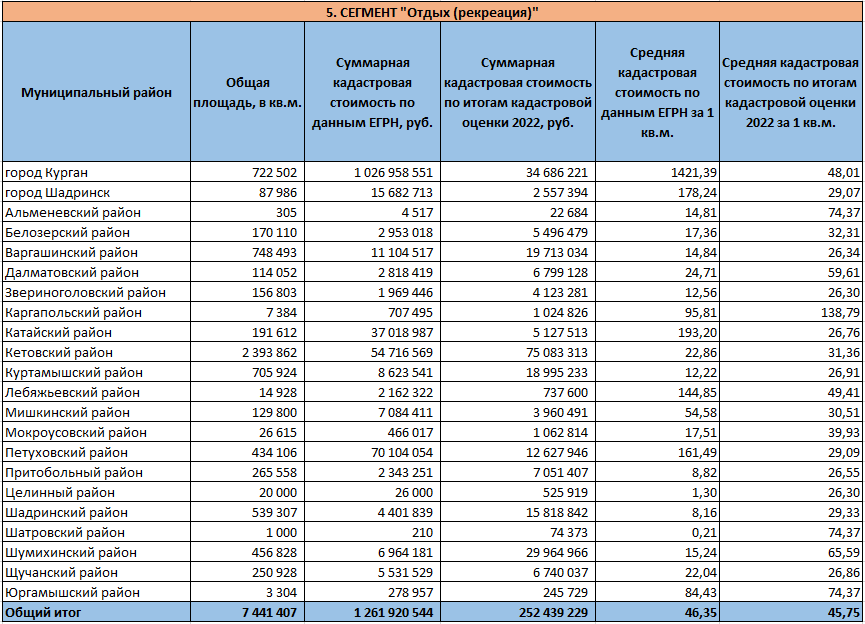 5. СЕГМЕНТ "Отдых (рекреация)"
Муниципальный район Общая площадь, в кв.м. Суммарная кадастровая стоимость по данным ЕГРН, руб. Суммарная кадастровая стоимость по итогам кадастровой оценки 2022, руб. Средняя кадастровая стоимость по данным ЕГРН за 1 кв.м. Средняя кадастровая стоимость по итогам кадастровой оценки 2022 за 1 кв.м.
город Курган 722 502 1 026 958 551 34 686 221 1421,39 48,01
город Шадринск 87 986 15 682 713 2 557 394 178,24 29,07
Альменевский район 305 4 517 22 684 14,81 74,37
Белозерский район 170 110 2 953 018 5 496 479 17,36 32,31
Варгашинский район 748 493 11 104 517 19 713 034 14,84 26,34
Далматовский район 114 052 2 818 419 6 799 128 24,71 59,61
Звериноголовский район 156 803 1 969 446 4 123 281 12,56 26,30
Каргапольский район 7 384 707 495 1 024 826 95,81 138,79
Катайский район 191 612 37 018 987 5 127 513 193,20 26,76
Кетовский район 2 393 862 54 716 569 75 083 313 22,86 31,36
Куртамышский район 705 924 8 623 541 18 995 233 12,22 26,91
Лебяжьевский район 14 928 2 162 322 737 600 144,85 49,41
Мишкинский район 129 800 7 084 411 3 960 491 54,58 30,51
Мокроусовский район 26 615 466 017 1 062 814 17,51 39,93
Петуховский район 434 106 70 104 054 12 627 946 161,49 29,09
Притобольный район 265 558 2 343 251 7 051 407 8,82 26,55
Целинный район 20 000 26 000 525 919 1,30 26,30
Шадринский район 539 307 4 401 839 15 818 842 8,16 29,33
Шатровский район 1 000 210 74 373 0,21 74,37
Шумихинский район 456 828 6 964 181 29 964 966 15,24 65,59
Щучанский район 250 928 5 531 529 6 740 037 22,04 26,86
Юргамышский район 3 304 278 957 245 729 84,43 74,37
Общий итог 7 441 407 1 261 920 544 252 439 229 46,35 45,75